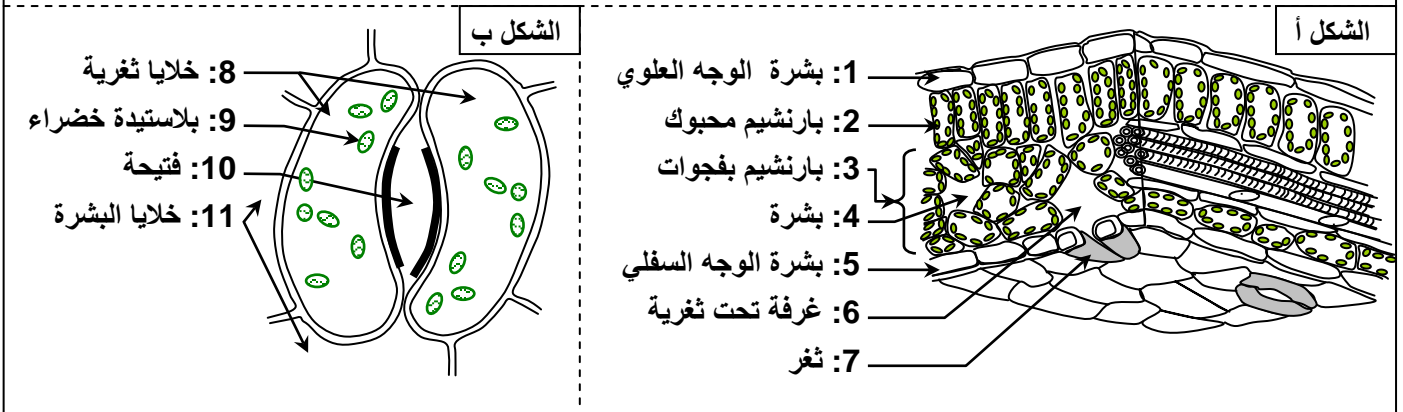 الشكل أ
1: بشرة الوجه العلوي
2: بارنشيم محبوك
3: بارنشيم بفجوات
4: بشرة
5: بشرة الوجه السفلي
6: غرفة تحت ثغرية
7: ثغر
الشكل ب
8: خلايا ثغرية
9: بلاستيدة خضراء
10: فتيحة
11: خلايا البشرة